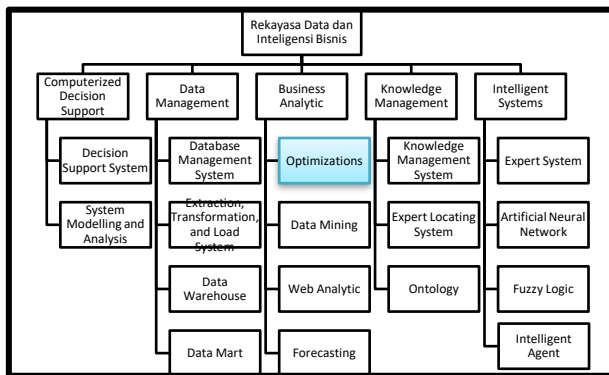 Rekayasa Data dan
Inteligensi Bisnis
Computerized
Decision
Support
Data
Management
Business
Analytic
Knowledge
Management
Intelligent
Systems
Decision
Support System
Database
Management
System
Optimizations
Knowledge
Management
System
Expert System
System
Modelling and
Analysis
Extraction,
Transformation,
and Load
System
Data Mining
Expert Locating
System
Artificial Neural
Network
Data
Warehouse
Web Analytic
Ontology
Fuzzy Logic
Data Mart
Forecasting
Intelligent
Agent